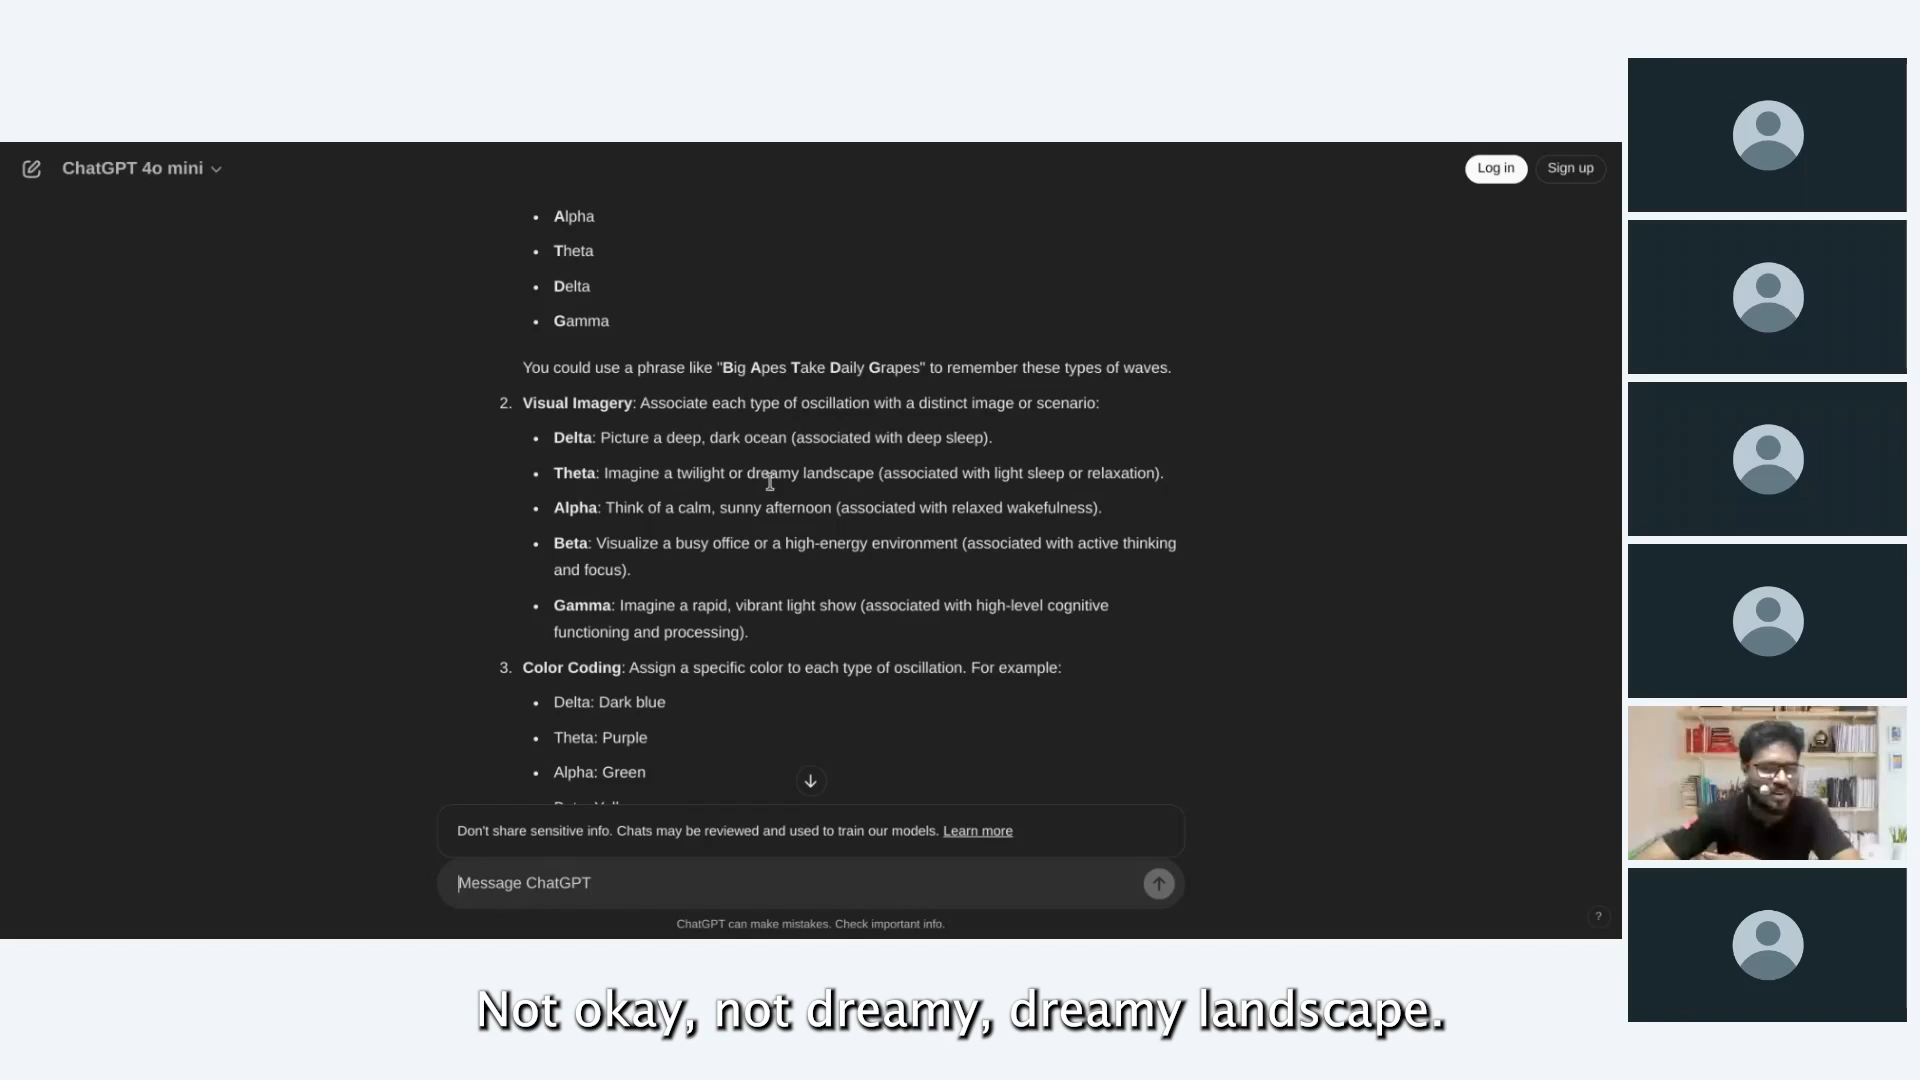 ChatGPT 4o mini
Log in
Sign up
Alpha
Theta
Delta
Gamma
You could use a phrase like "Big Apes Take Daily Grapes" to remember these types of waves.
2. Visual Imagery: Associate each type of oscillation with a distinct image or scenario:
Delta: Picture a deep, dark ocean (associated with deep sleep).
Theta: Imagine a twilight or dreamy landscape (associated with light sleep or relaxation).
Alpha: Think of a calm, sunny afternoon (associated with relaxed wakefulness).
Beta: Visualize a busy office or a high-energy environment (associated with active thinking
and focus).
Gamma: Imagine a rapid, vibrant light show (associated with high-level cognitive
functioning and processing).
3. Color Coding: Assign a specific color to each type of oscillation. For example:
Delta: Dark blue
Theta: Purple
Alpha: Green
Don't share sensitive info. Chats may be reviewed and used to train our models. Learn more
Message ChatGPT
ChatGPT can make mistakes. Check important info.
?
Not okay, not dreamy, dreamy landscape.